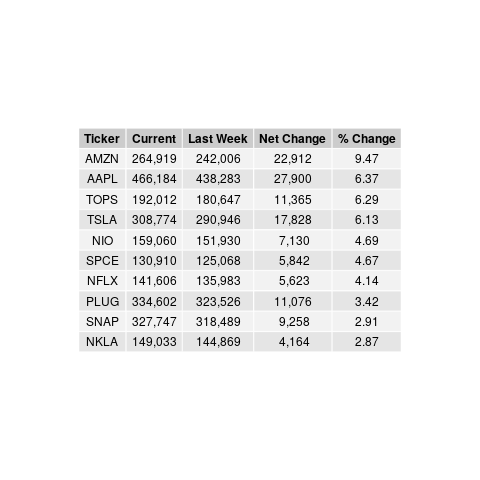 Ticker Current Last Week Net Change % Change
AMZN 264,919 242,006 22,912 9.47
AAPL 466,184 438,283 27,900 6.37
TOPS 192,012 180,647 11,365 6.29
TSLA 308,774 290,946 17,828 6.13
NIO 159,060 151,930 7,130 4.69
SPCE 130,910 125,068 5,842 4.67
NFLX 141,606 135,983 5,623 4.14
PLUG 334,602 323,526 11,076 3.42
SNAP 327,747 318,489 9,258 2.91
NKLA 149,033 144,869 4,164 2.87